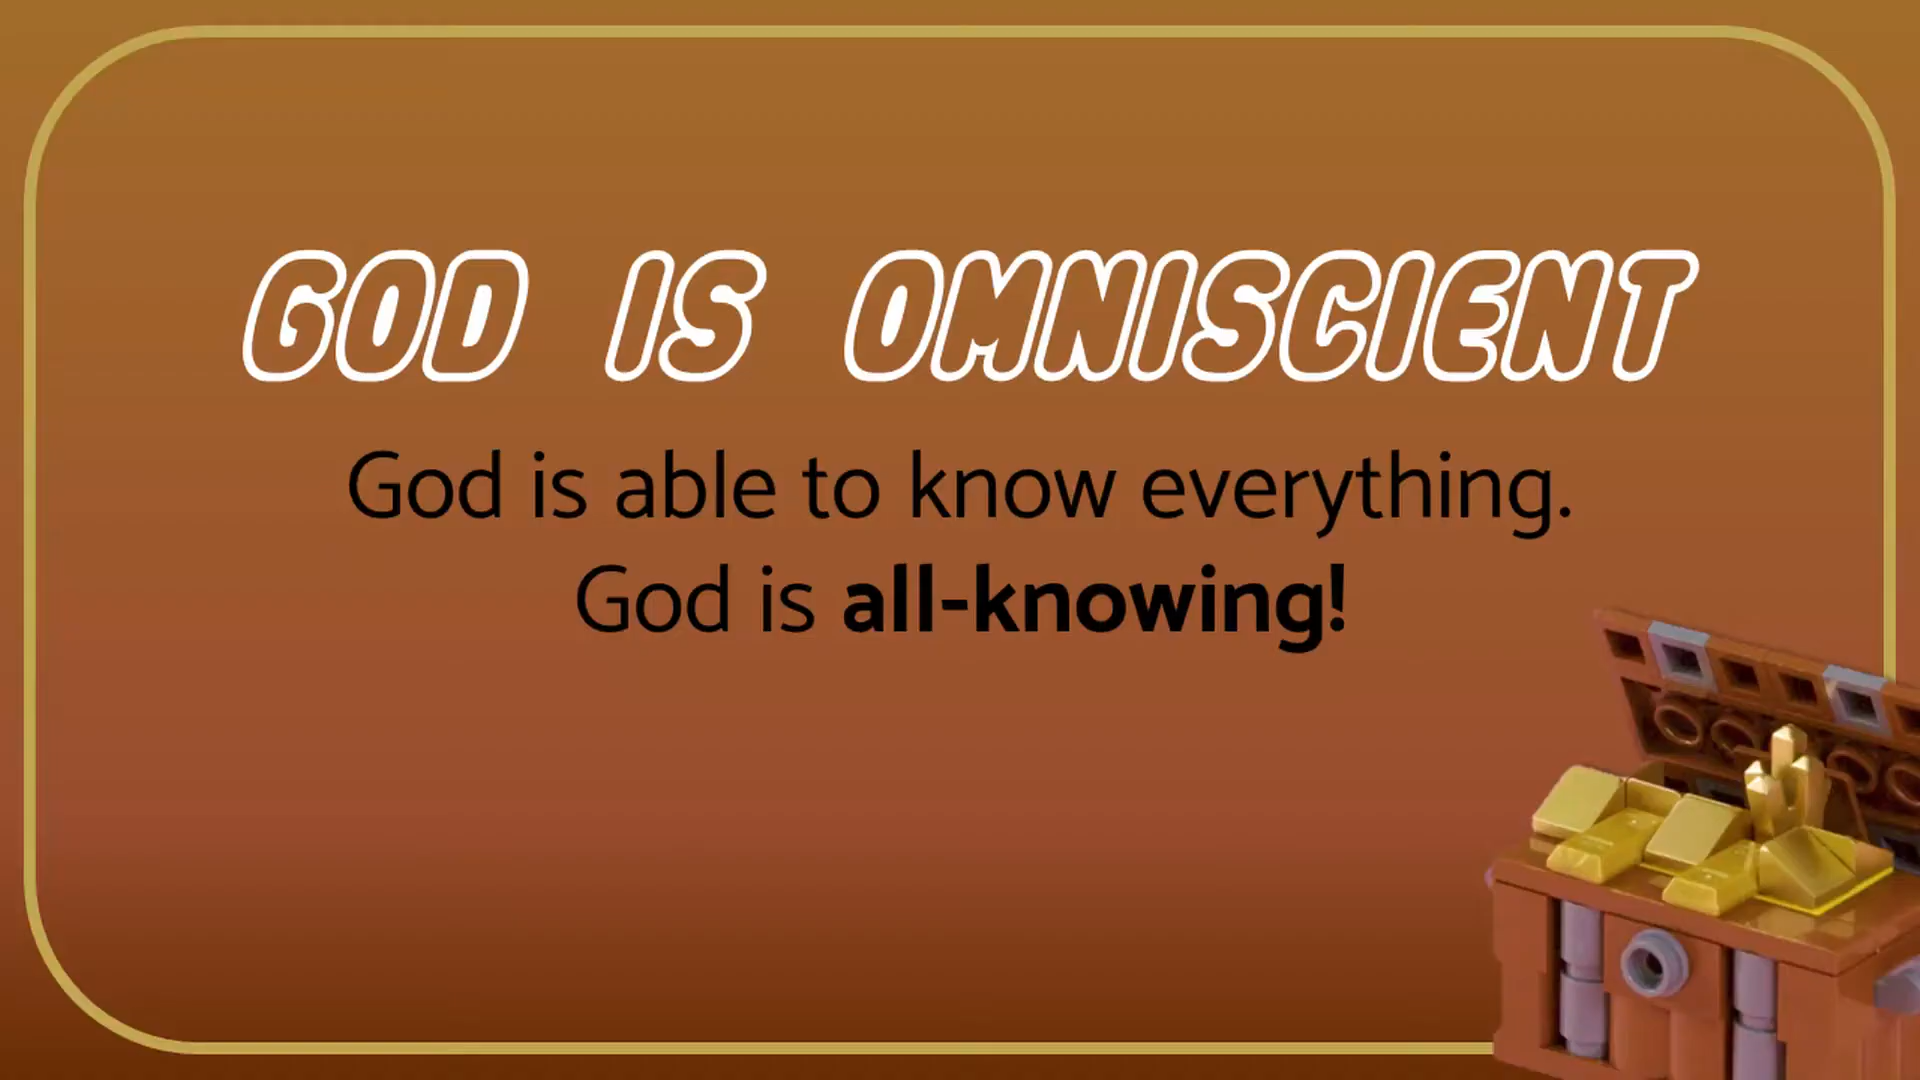 GOD IS OMNISCIENT
God is able to know everything.
God is all-knowing!